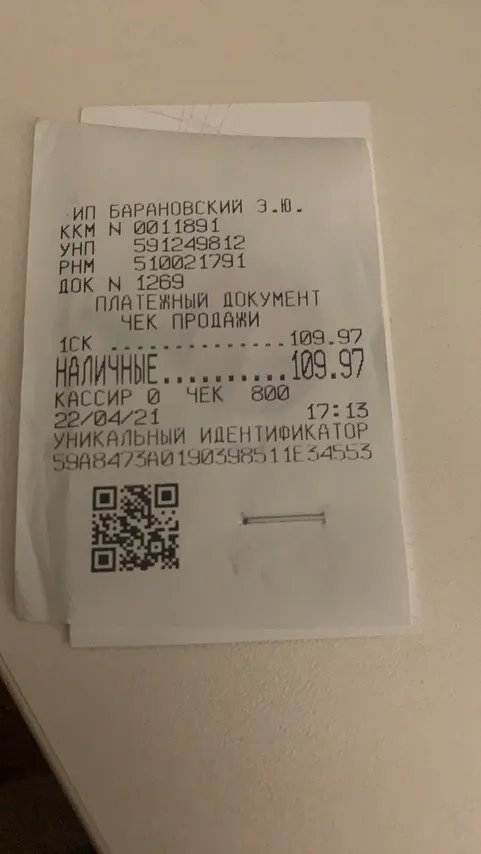 ИП БАРАНОВСКИЙ Э.Ю.
ККМ N 0011891
УНП 591249812
РНМ 510021791
ДОК N 1269
ПЛАТЕЖНЫЙ ДОКУМЕНТ
ЧЕК ПРОДАЖИ
1СК ...............109.97
НАЛИЧНЫЕ..........109.97
КАССИР 0 ЧЕК 800
22/04/21 17:13
УНИКАЛЬНЫЙ ИДЕНТИФИКАТОР
59A8473A0190398511E34553